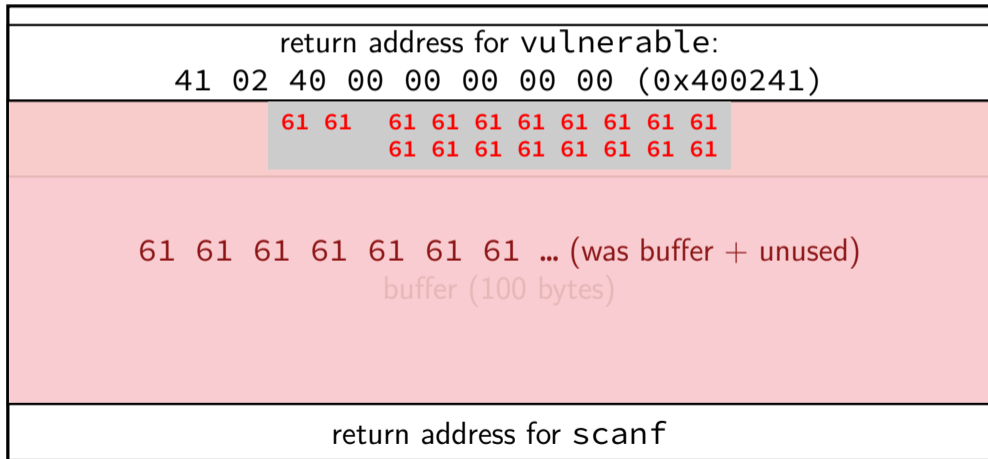 return address for vulnerable:
41 02 40 00 00 00 00 00 (0x400241)
61 61 61 61 61 61 61 61 61 61
61 61 61 61 61 61 61 61
61 61 61 61 61 61 61 … (was buffer + unused)
buffer (100 bytes)
return address for scanf